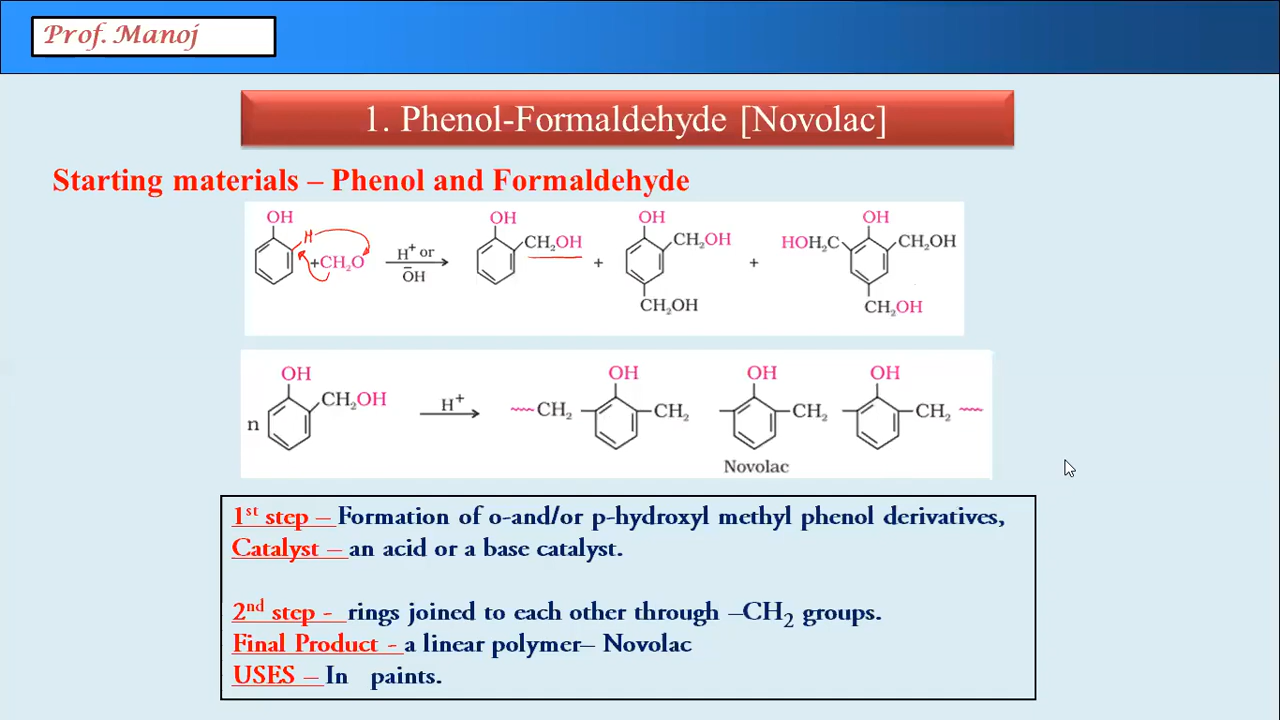 Prof. Manoj
1. Phenol-Formaldehyde [Novolac]
Starting materials – Phenol and Formaldehyde
OH OH OH OH
H CH₂OH CH₂OH HOH₂C CH₂OH
+CH₂O H⁺ or + +
ŌH
CH₂OH CH₂OH
OH OH OH OH
CH₂OH H⁺ CH₂ CH₂ CH₂ CH₂
n
Novolac
1st step – Formation of o-and/or p-hydroxyl methyl phenol derivatives,
Catalyst – an acid or a base catalyst.
2nd step - rings joined to each other through –CH₂ groups.
Final Product - a linear polymer– Novolac
USES – In paints.